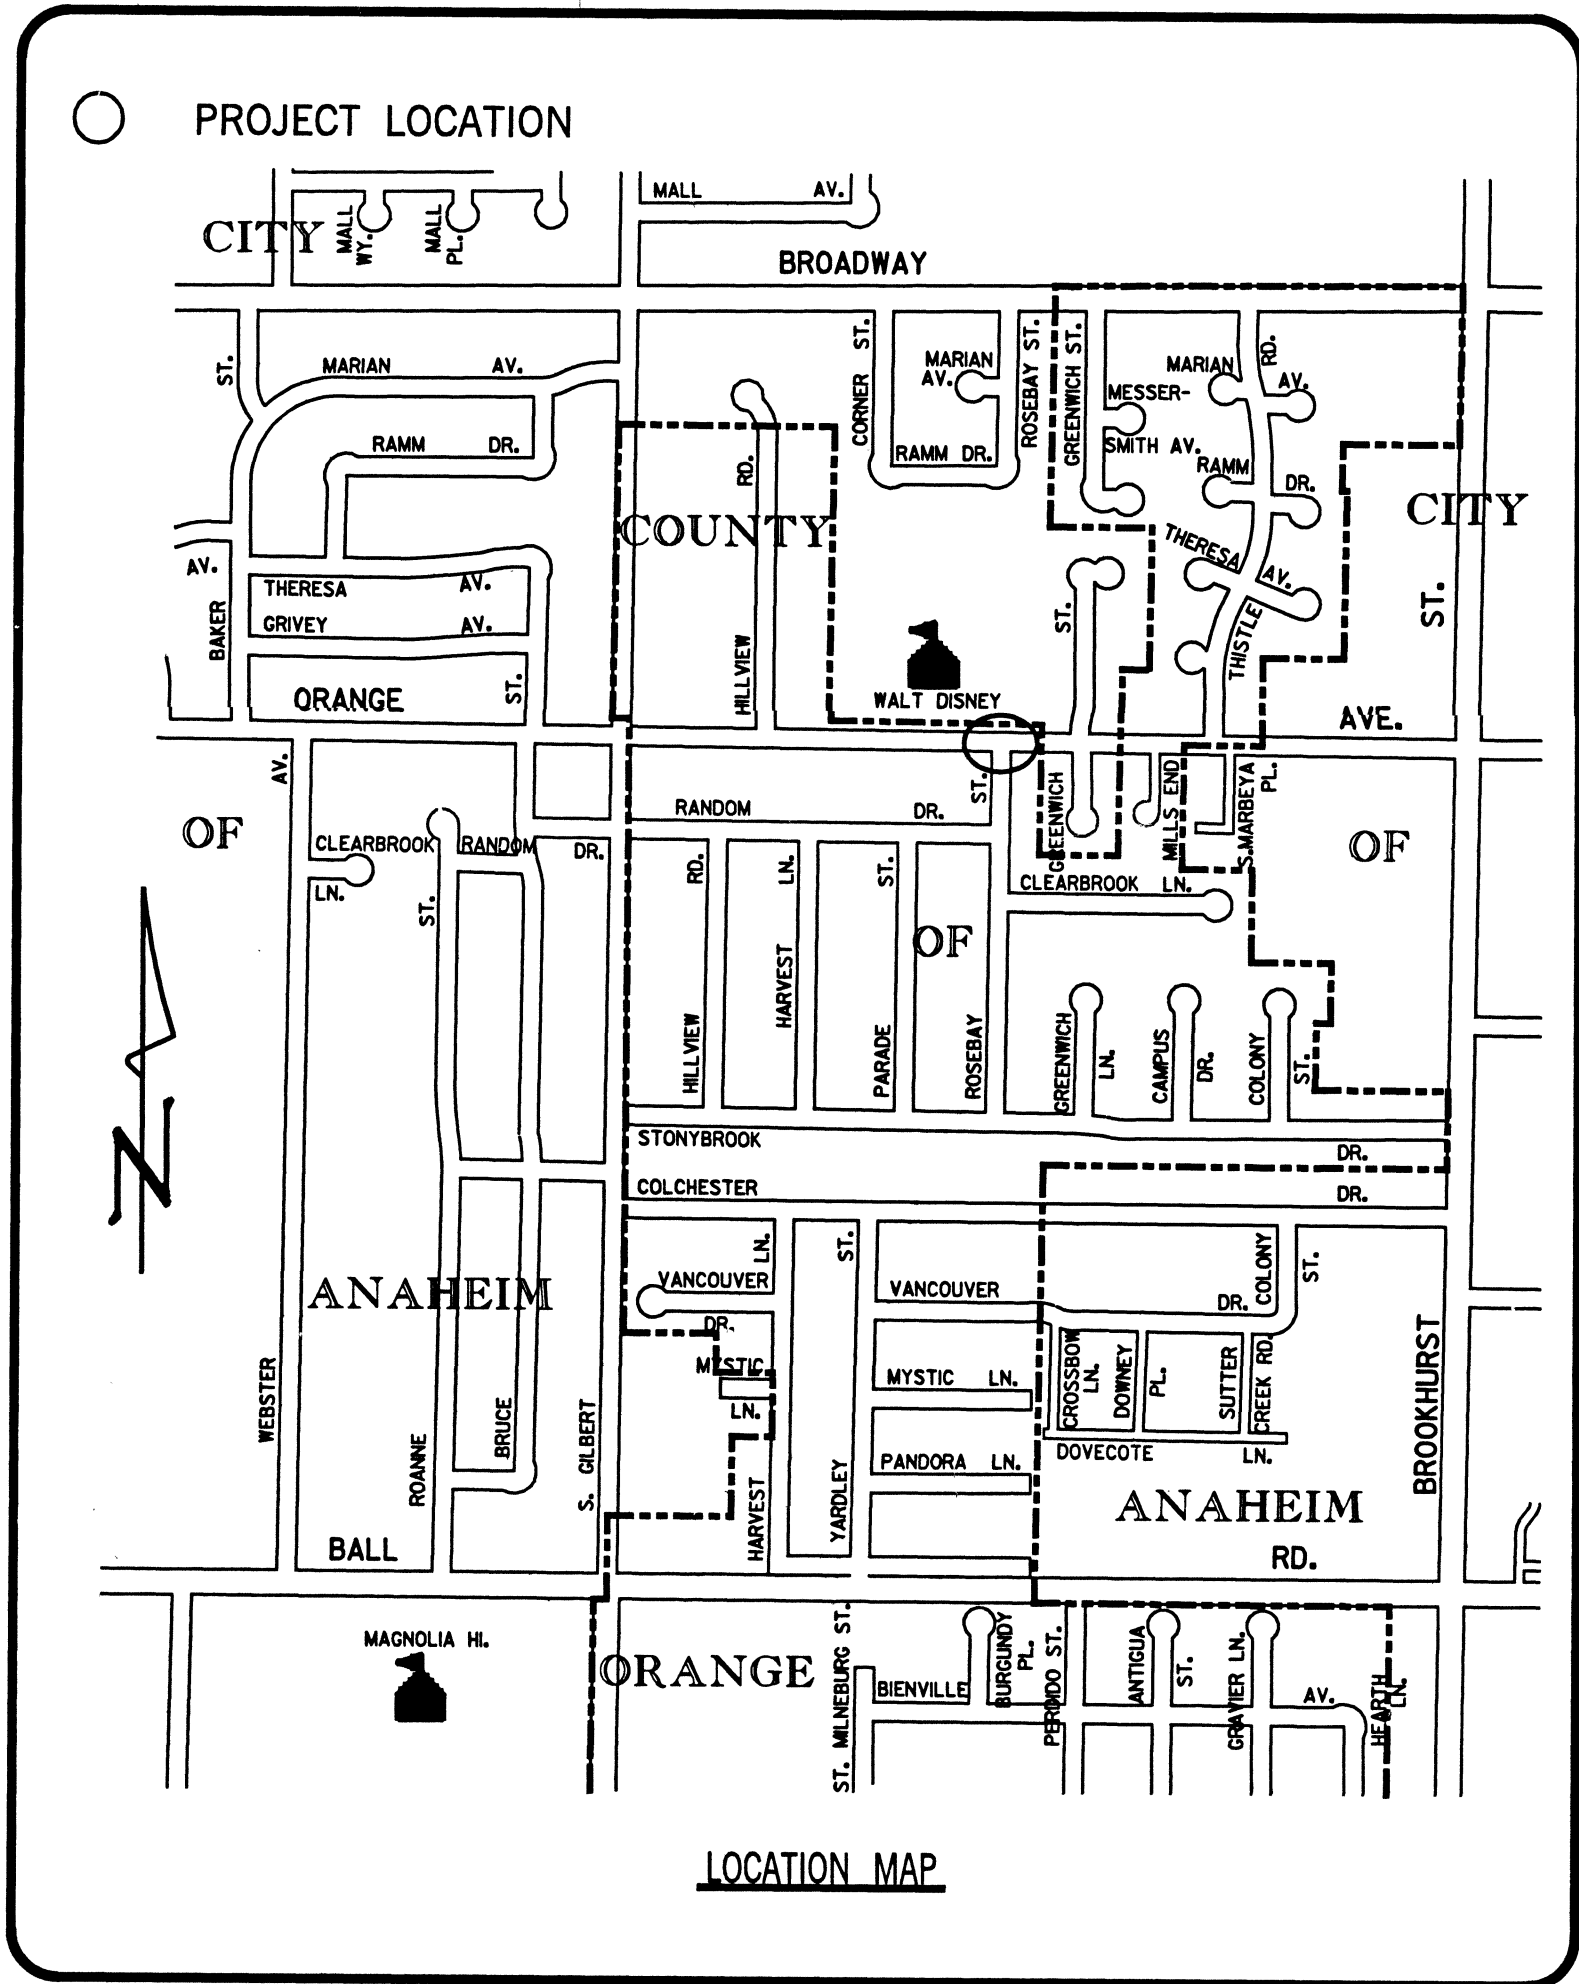 PROJECT LOCATION
MALL AV.
CITY
MALL WY.
MALL PL.
BROADWAY
ST.
MARIAN AV.
CORNER ST.
MARIAN AV.
ROSEBAY ST.
GREENWICH ST.
MARIAN AV.
RD.
MESSER-
SMITH AV.
RAMM DR.
RD.
RAMM DR.
RAMM DR.
COUNTY
CITY
THERESA AV.
AV.
THERESA AV.
BAKER
GRIVEY AV.
ST.
ST.
THISTLE
HILLVIEW
ORANGE
ST.
WALT DISNEY
AVE.
AV.
ST.
RANDOM DR.
GREENWICH
MILLS END
S.MARBEYA PL.
OF
CLEARBROOK
LN.
RANDOM DR.
ST.
RD.
LN.
ST.
CLEARBROOK LN.
OF
OF
HILLVIEW
HARVEST
PARADE
ROSEBAY
GREENWICH LN.
CAMPUS DR.
COLONY ST.
N
STONYBROOK
DR.
COLCHESTER
DR.
LN.
ST.
COLONY ST.
ANAHEIM
VANCOUVER
DR.
VANCOUVER DR.
MYSTIC
LN.
MYSTIC LN.
CROSSBOW LN.
DOWNEY PL.
SUTTER CREEK RD.
BROOKHURST
WEBSTER
ROANNE
BRUCE
S. GILBERT
HARVEST
YARDLEY
PANDORA LN.
DOVECOTE LN.
ANAHEIM
BALL
RD.
MAGNOLIA HI.
ORANGE
ST. MILNEBURG ST.
BIENVILLE
BURGUNDY PL.
PERDIDO ST.
ANTIGUA ST.
GRAVIER LN.
AV.
HEARTH LN.
LOCATION MAP